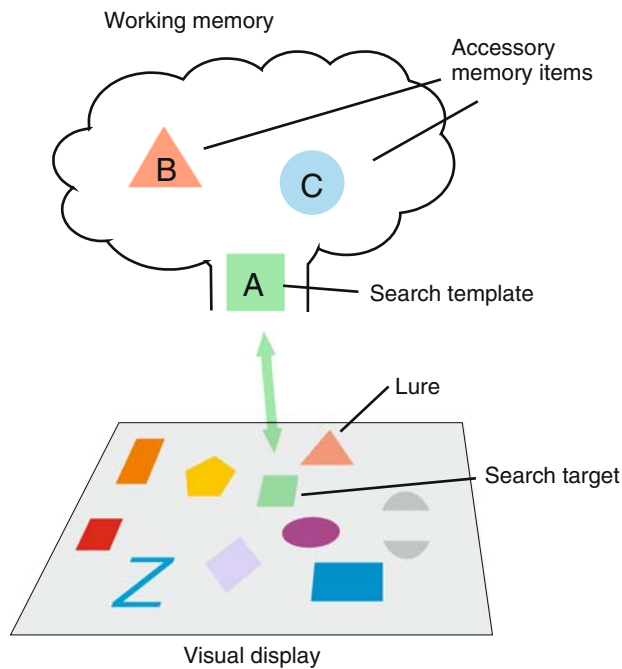 Working memory
Accessory
memory items
B
C
A
Search template
Lure
Search target
Z
Visual display